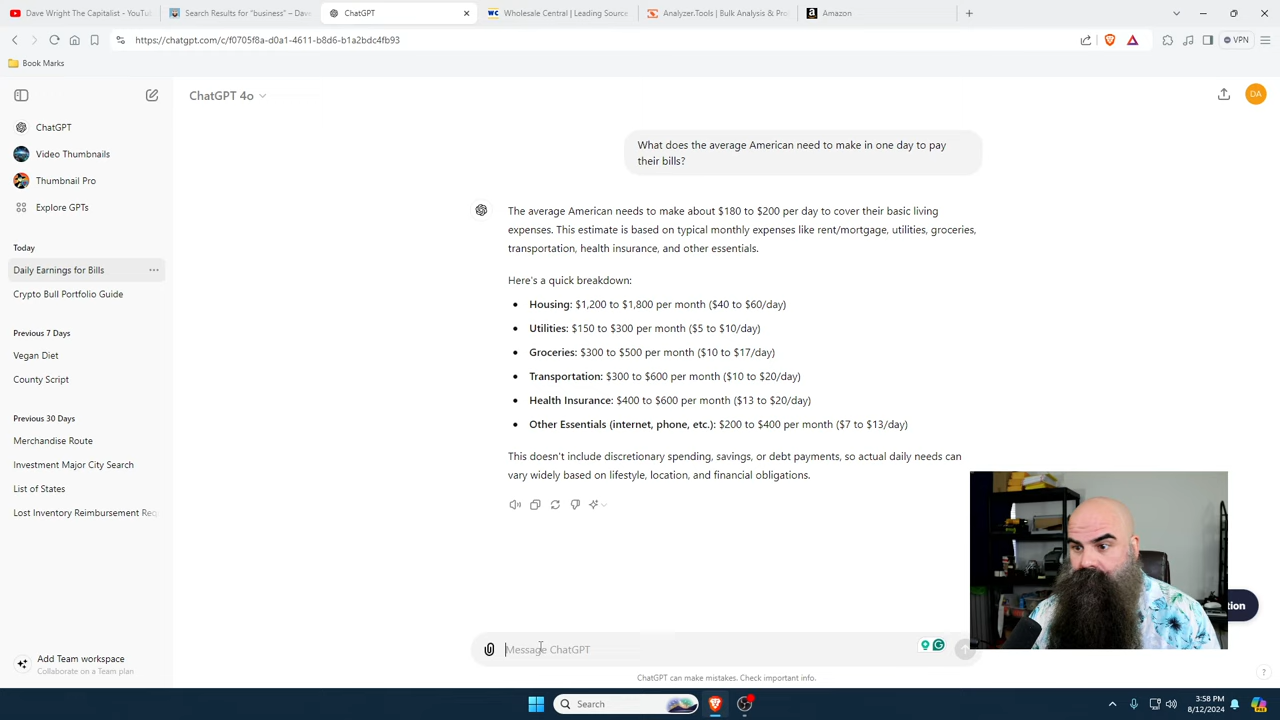 Dave Wright The Capitalist - YouTu
Search Results for "business" – Dave
ChatGPT
Wholesale Central | Leading Source
Analyzer.Tools | Bulk Analysis & Pro
Amazon
https://chatgpt.com/c/f0705f8a-d0a1-4611-b8d6-b1a2bdc4fb93
VPN
Book Marks
ChatGPT 4o
DA
ChatGPT
Video Thumbnails
Thumbnail Pro
Explore GPTs
Today
Daily Earnings for Bills
Crypto Bull Portfolio Guide
Previous 7 Days
Vegan Diet
County Script
Previous 30 Days
Merchandise Route
Investment Major City Search
List of States
Lost Inventory Reimbursement Req
Add Team workspace
Collaborate on a Team plan
What does the average American need to make in one day to pay
their bills?
The average American needs to make about $180 to $200 per day to cover their basic living
expenses. This estimate is based on typical monthly expenses like rent/mortgage, utilities, groceries,
transportation, health insurance, and other essentials.
Here's a quick breakdown:
• Housing: $1,200 to $1,800 per month ($40 to $60/day)
• Utilities: $150 to $300 per month ($5 to $10/day)
• Groceries: $300 to $500 per month ($10 to $17/day)
• Transportation: $300 to $600 per month ($10 to $20/day)
• Health Insurance: $400 to $600 per month ($13 to $20/day)
• Other Essentials (internet, phone, etc.): $200 to $400 per month ($7 to $13/day)
This doesn't include discretionary spending, savings, or debt payments, so actual daily needs can
vary widely based on lifestyle, location, and financial obligations.
tion
Message ChatGPT
ChatGPT can make mistakes. Check important info.
?
Search
3:58 PM
8/12/2024